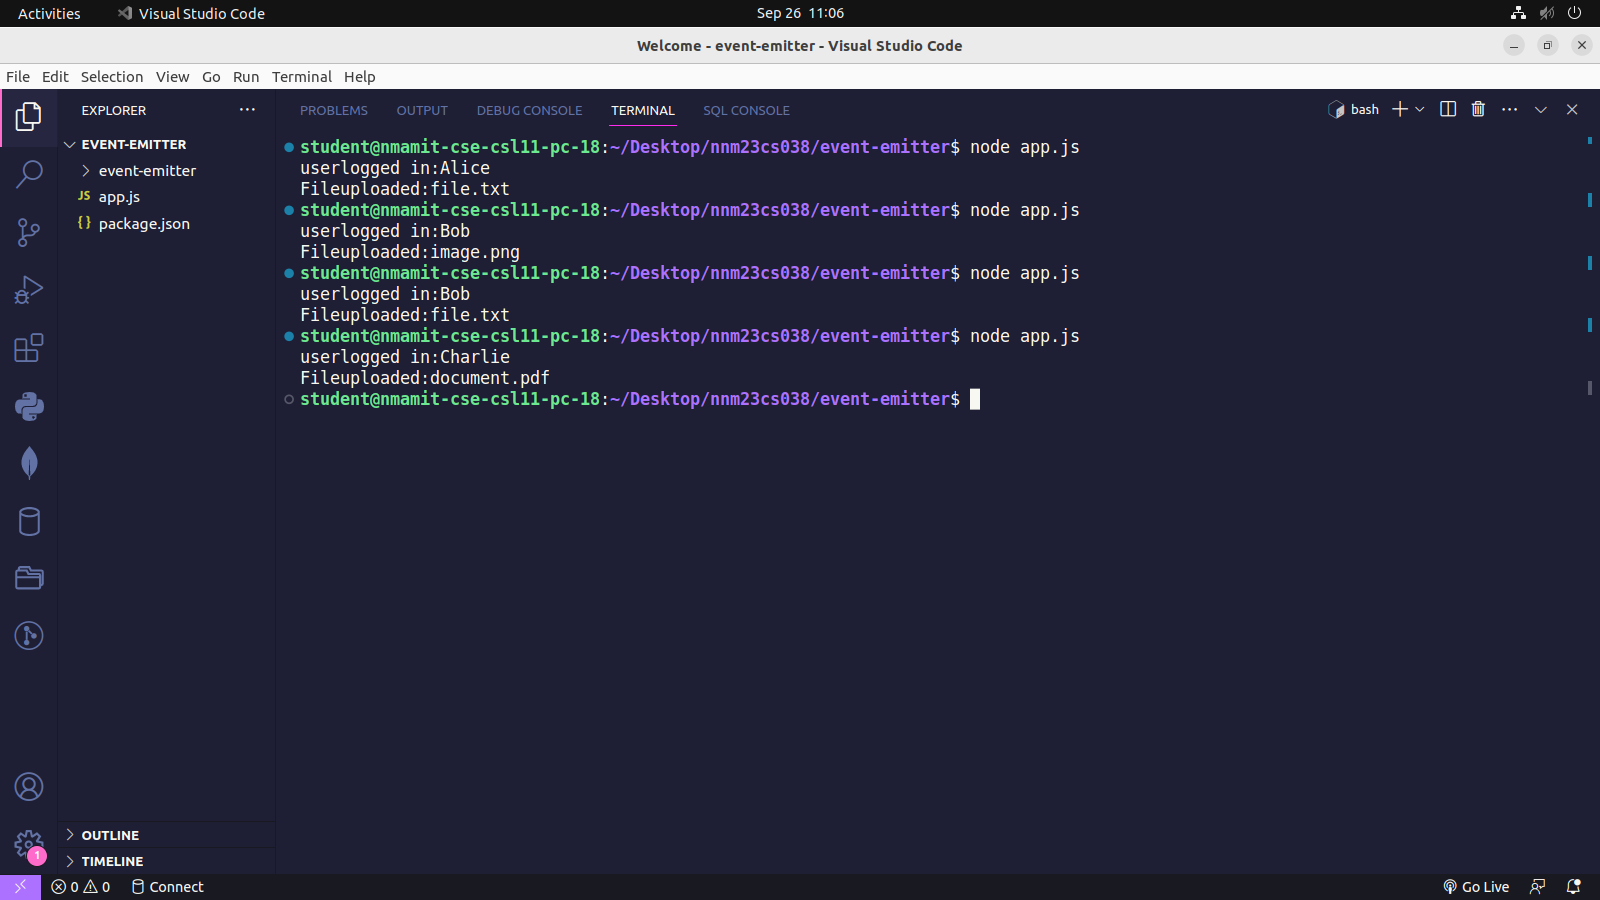 Activities Visual Studio Code Sep 26 11:06
Welcome - event-emitter - Visual Studio Code
File Edit Selection View Go Run Terminal Help
EXPLORER ···
EVENT-EMITTER
event-emitter
JS app.js
{} package.json
OUTLINE
TIMELINE
PROBLEMS OUTPUT DEBUG CONSOLE TERMINAL SQL CONSOLE bash
student@nmamit-cse-csl11-pc-18:~/Desktop/nnm23cs038/event-emitter$ node app.js
userlogged in:Alice
Fileuploaded:file.txt
student@nmamit-cse-csl11-pc-18:~/Desktop/nnm23cs038/event-emitter$ node app.js
userlogged in:Bob
Fileuploaded:image.png
student@nmamit-cse-csl11-pc-18:~/Desktop/nnm23cs038/event-emitter$ node app.js
userlogged in:Bob
Fileuploaded:file.txt
student@nmamit-cse-csl11-pc-18:~/Desktop/nnm23cs038/event-emitter$ node app.js
userlogged in:Charlie
Fileuploaded:document.pdf
student@nmamit-cse-csl11-pc-18:~/Desktop/nnm23cs038/event-emitter$
1
0 0 Connect Go Live